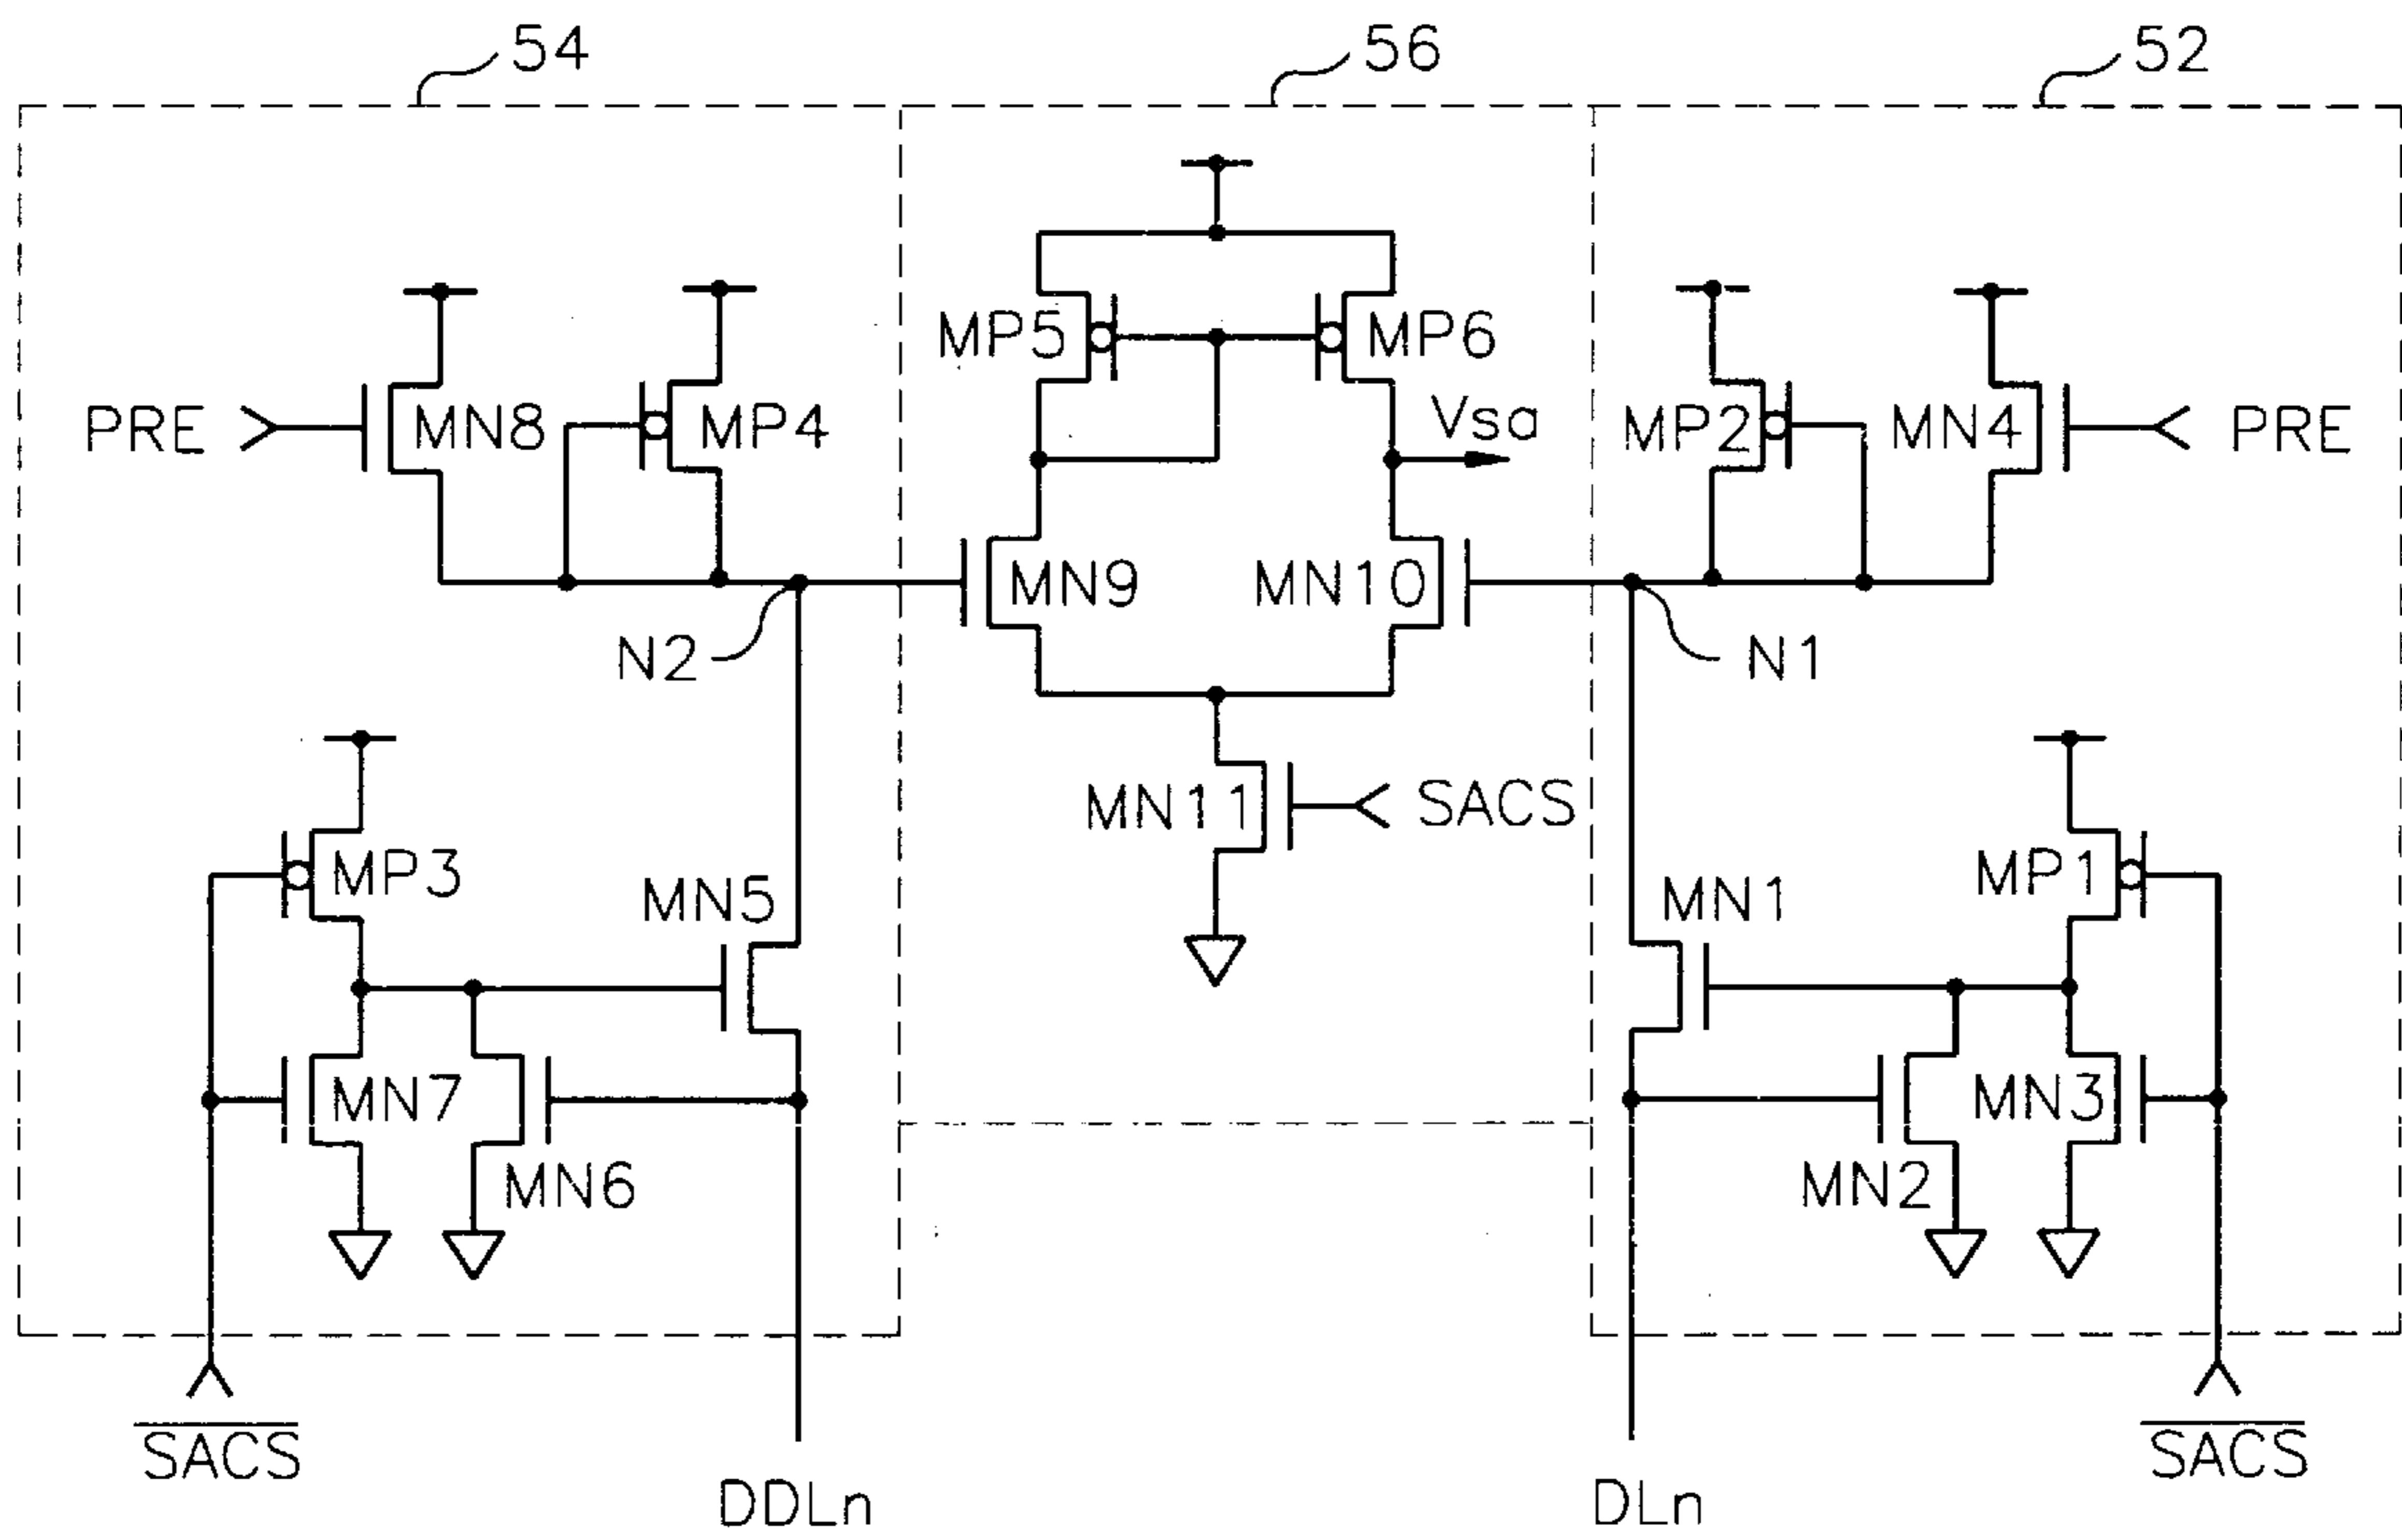 54
56
52
MP5
MP6
PRE
MN8
MP4
Vsa
MP2
MN4
PRE
MN9
MN10
N2
N1
MN11
SACS
MP3
MN5
MN1
MP1
MN7
MN3
MN6
MN2
SACS
SACS
DDLn
DLn